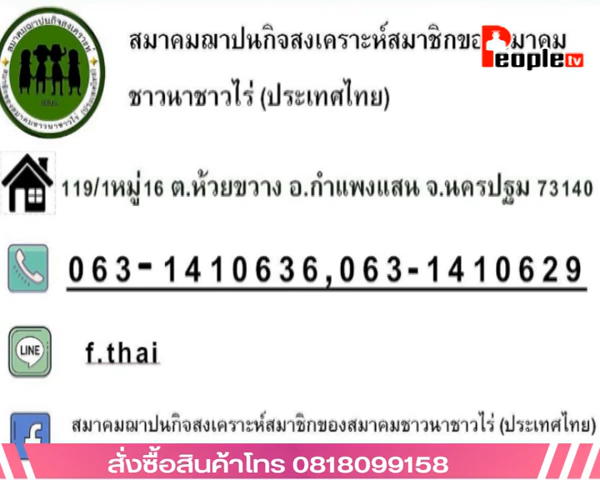 สมาคมฌาปนกิจสงเคราะห์สมาชิกของ มาคม
People tv
ชาวนาชาวไร่ (ประเทศไทย)
119/1หมู่16 ต.ห้วยขวาง อ.กำแพงแสน จ.นครปฐม 73140
063-1410636,063-1410629
LINE
f.thai
สมาคมฌาปนกิจสงเคราะห์สมาชิกของสมาคมชาวนาชาวไร่ (ประเทศไทย)
สั่งซื้อสินค้าโทร 0818099158